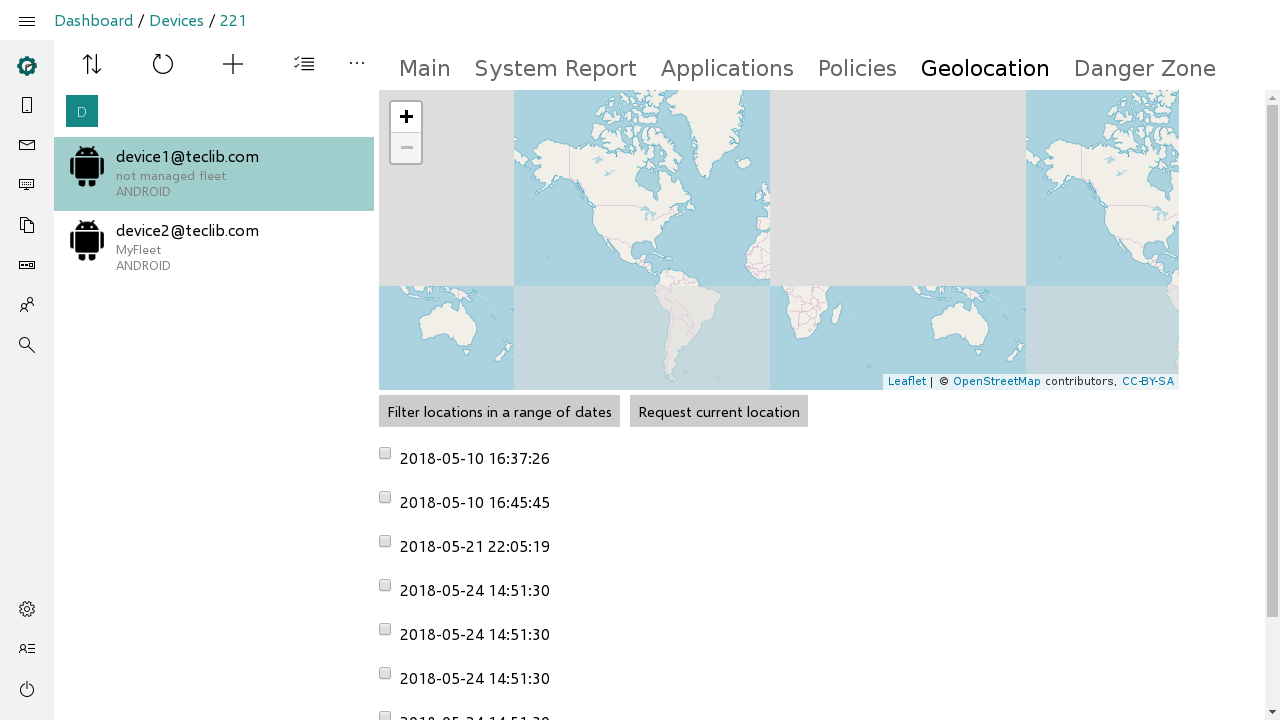 Dashboard / Devices / 221
Main System Report Applications Policies Geolocation Danger Zone
D
device1@teclib.com
not managed fleet
ANDROID
device2@teclib.com
MyFleet
ANDROID
+
−
Leaflet | © OpenStreetMap contributors, CC-BY-SA
Filter locations in a range of dates
Request current location
2018-05-10 16:37:26
2018-05-10 16:45:45
2018-05-21 22:05:19
2018-05-24 14:51:30
2018-05-24 14:51:30
2018-05-24 14:51:30